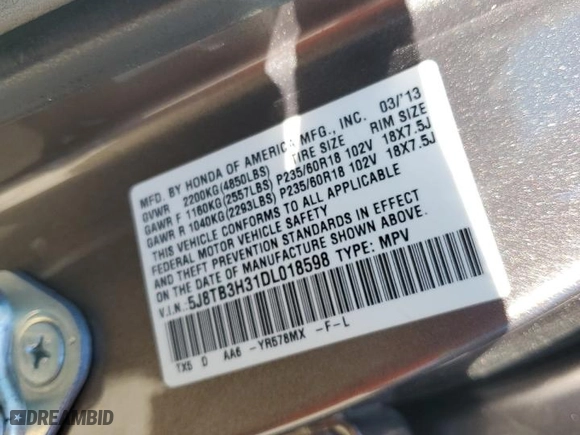 MFD. BY HONDA OF AMERICA MFG., INC. 03/'13
GVWR 2200KG(4850LBS) TIRE SIZE RIM SIZE
GAWR F 1160KG(2557LBS) P235/60R18 102V 18X7.5J
GAWR R 1040KG(2293LBS) P235/60R18 102V 18X7.5J
THIS VEHICLE CONFORMS TO ALL APPLICABLE
FEDERAL MOTOR VEHICLE SAFETY
AND THEFT PREVENTION STANDARDS IN EFFECT
ON THE DATE OF MANUFACTURE SHOWN ABOVE.
V.I.N.: 5J8TB3H31DL018598 TYPE: MPV
TX5 D AA6 -YR578MX -F-L
DREAMBID